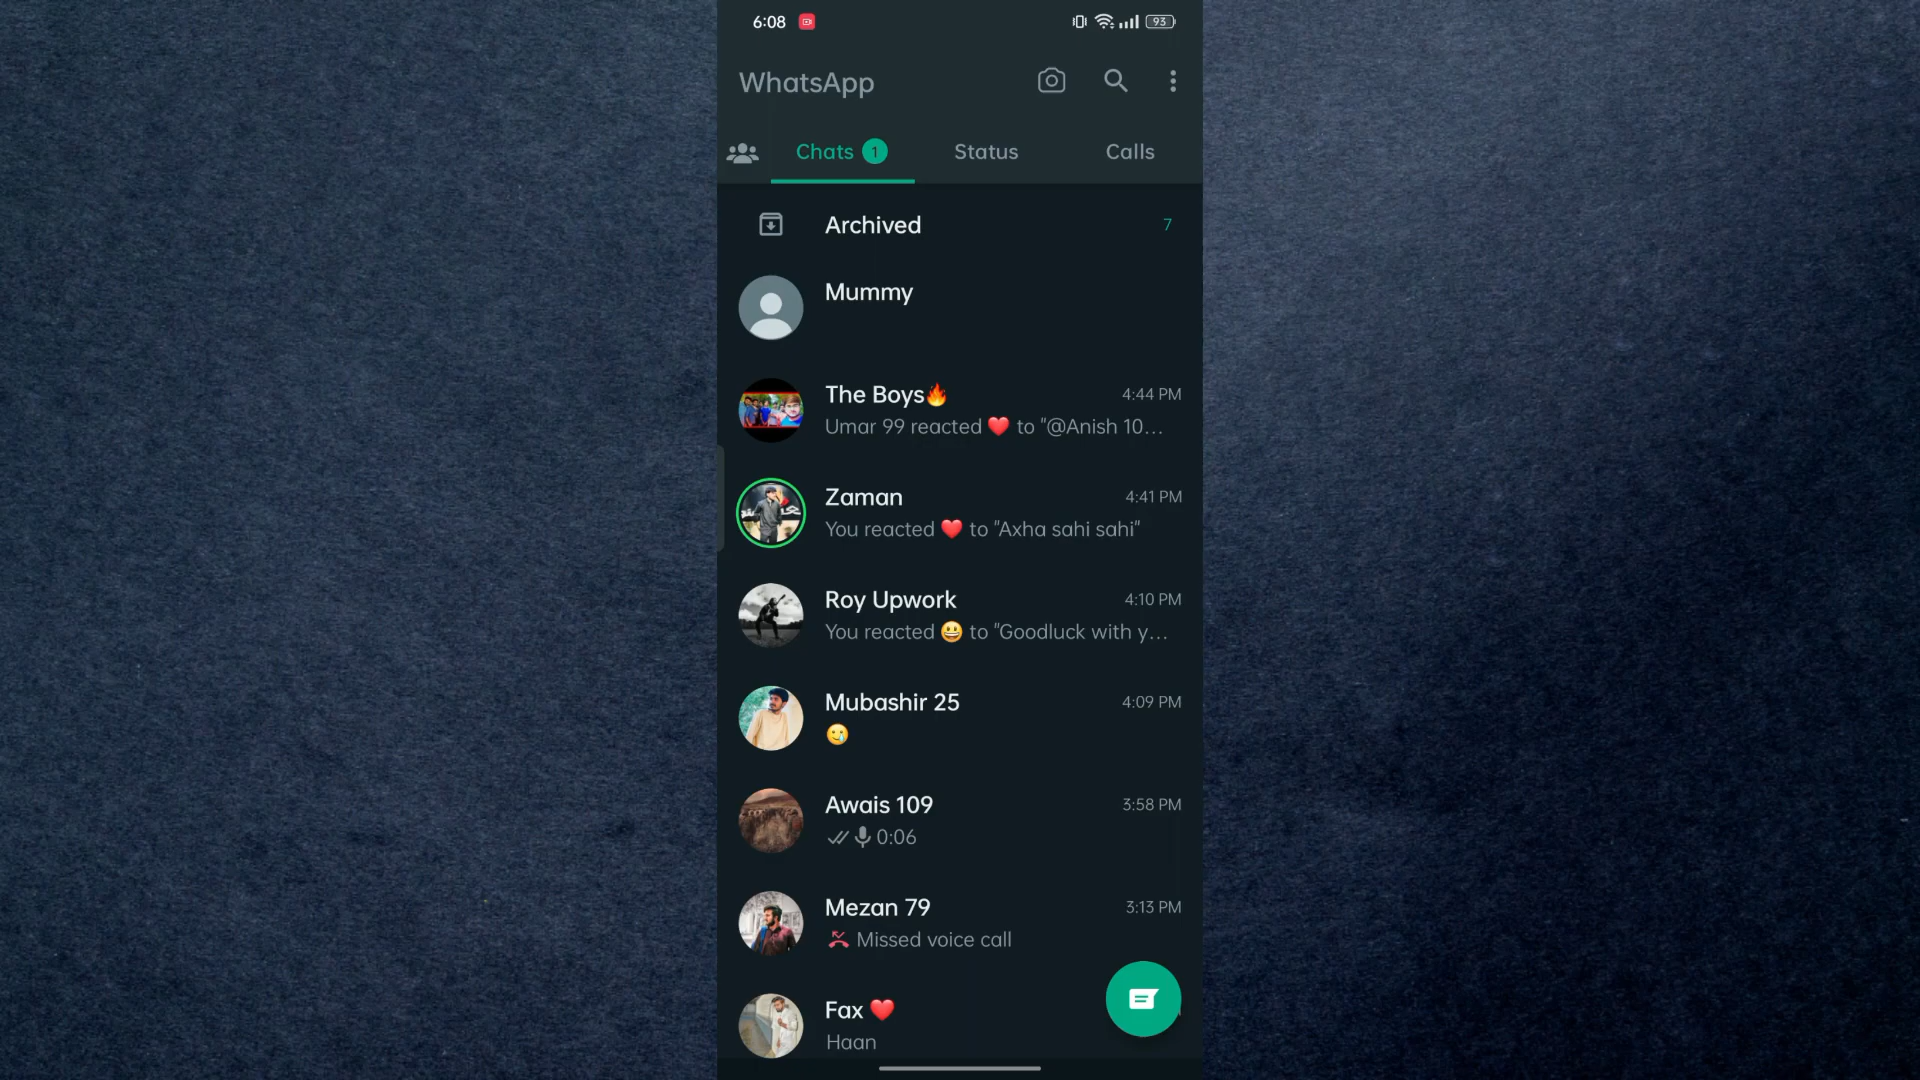 6:08
93
WhatsApp
Chats 1
Status
Calls
Archived
7
Mummy
The Boys🔥
4:44 PM
Umar 99 reacted ❤️ to "@Anish 10...
Zaman
4:41 PM
You reacted ❤️ to "Axha sahi sahi"
Roy Upwork
4:10 PM
You reacted 😃 to "Goodluck with y...
Mubashir 25
4:09 PM
🥲
Awais 109
3:58 PM
0:06
Mezan 79
3:13 PM
Missed voice call
Fax ❤️
Haan